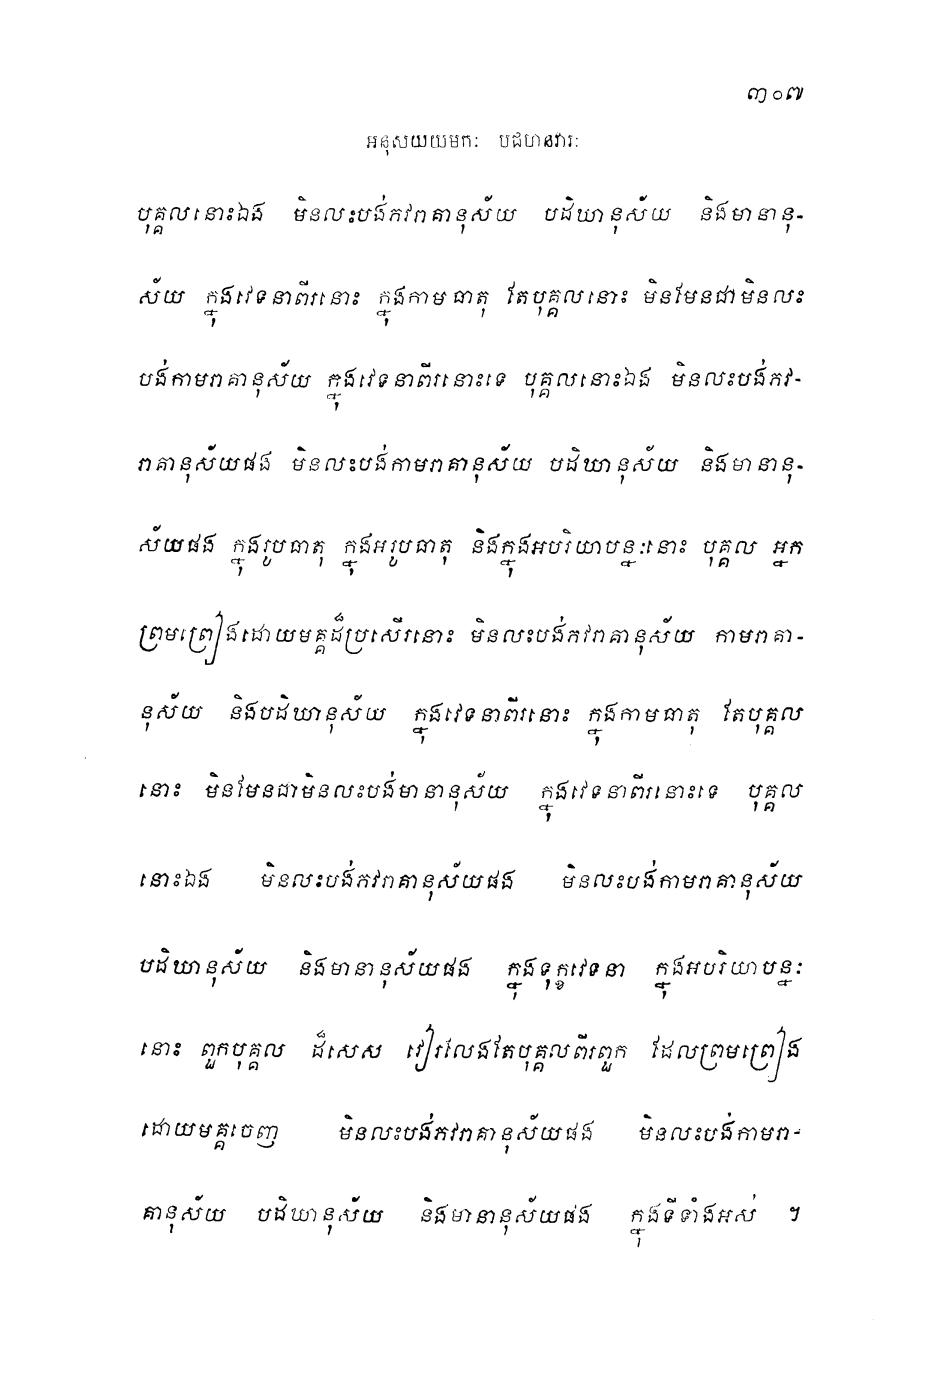 ៣០៧
អនុសយយមកៈ បដហានវារៈ
បុគ្គលនោះឯង មិនលះបង់ភវរាគានុស័យ បដិឃានុស័យ និងមានានុ-
ស័យ ក្នុងវេទនាពីរនោះ ក្នុងកាមធាតុ តែបុគ្គលនោះ មិនមែនជាមិនលះ
បង់កាមរាគានុស័យ ក្នុងវេទនាពីរនោះទេ បុគ្គលនោះឯង មិនលះបង់ភវ-
រាគានុស័យផង មិនលះបង់កាមរាគានុស័យ បដិឃានុស័យ និងមានានុ-
ស័យផង ក្នុងរូបធាតុ ក្នុងអរូបធាតុ និងក្នុងអបរិយាបន្នៈនោះ បុគ្គល អ្នក
ព្រមព្រៀងដោយមគ្គដ៏ប្រសើរនោះ មិនលះបង់ភវរាគានុស័យ កាមរាគា-
នុស័យ និងបដិឃានុស័យ ក្នុងវេទនាពីរនោះ ក្នុងកាមធាតុ តែបុគ្គល
នោះ មិនមែនជាមិនលះបង់មានានុស័យ ក្នុងវេទនាពីរនោះទេ បុគ្គល
នោះឯង មិនលះបង់ភវរាគានុស័យផង មិនលះបង់កាមរាគានុស័យ
បដិឃានុស័យ និងមានានុស័យផង ក្នុងទុក្ខវេទនា ក្នុងអបរិយាបន្នៈ
នោះ ពួកបុគ្គល ដ៏សេស វៀរលែងតែបុគ្គលពីរពួក ដែលព្រមព្រៀង
ដោយមគ្គចេញ មិនលះបង់ភវរាគានុស័យផង មិនលះបង់កាមរា-
គានុស័យ បដិឃានុស័យ និងមានានុស័យផង ក្នុងទីទាំងអស់ ។